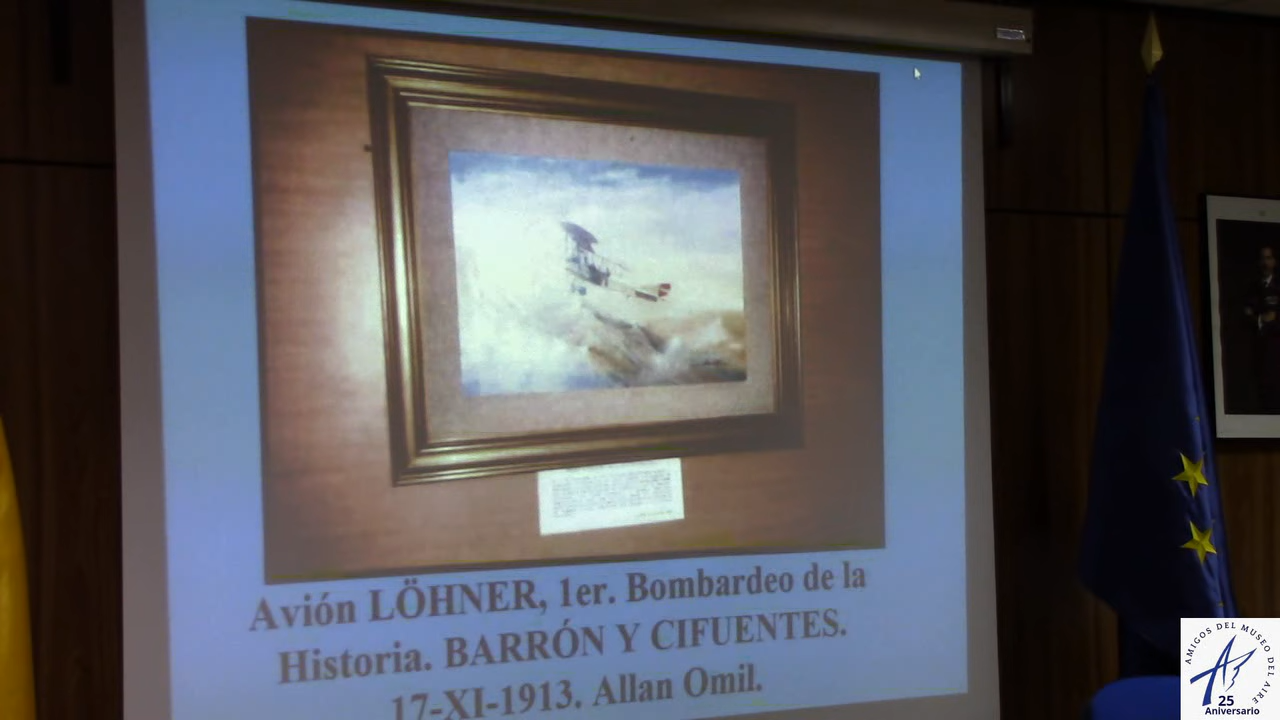 Avión LÖHNER, 1er. Bombardeo de la
Historia. BARRÓN Y CIFUENTES.
17-XI-1913. Allan Omil.
AMIGOS DEL MUSEO DEL AIRE
25
Aniversario